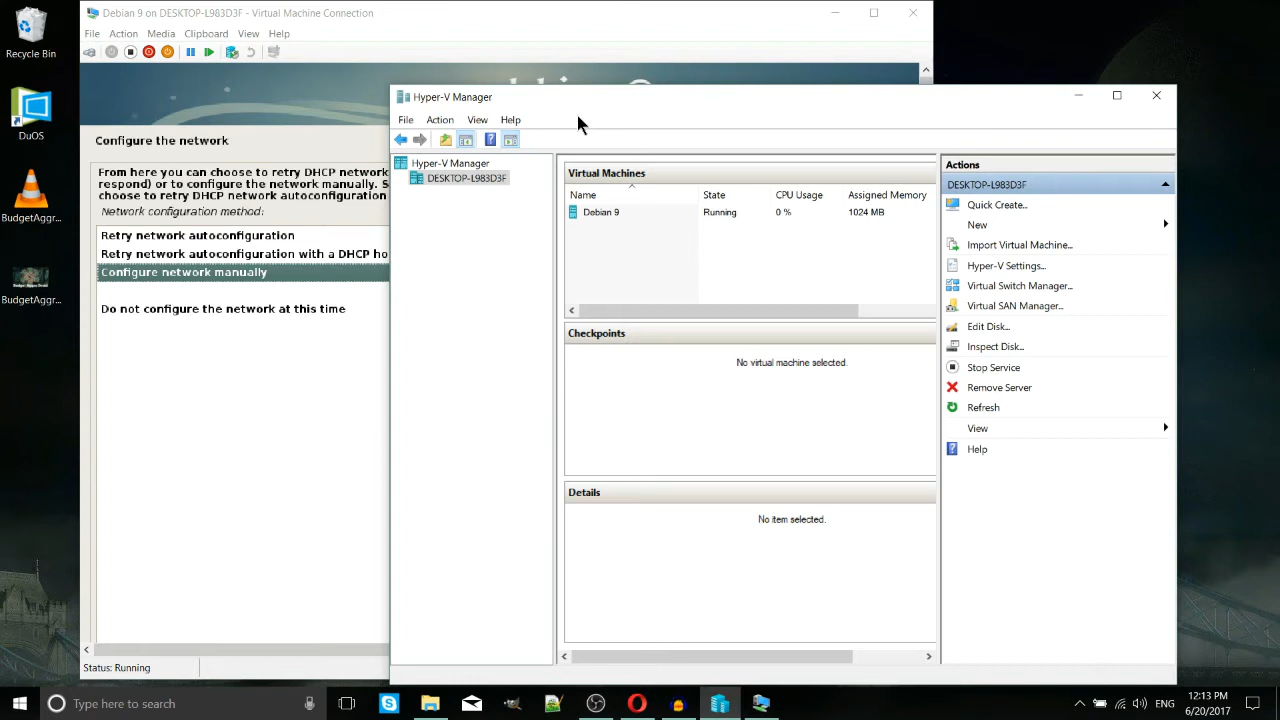 Recycle Bin
DuOS
BudgetAggr...
BudgetAggr...
Debian 9 on DESKTOP-L983D3F - Virtual Machine Connection
File Action Media Clipboard View Help
Configure the network
From here you can choose to retry DHCP network
respond) or to configure the network manually. S
choose to retry DHCP network autoconfiguration
Network configuration method:
Retry network autoconfiguration
Retry network autoconfiguration with a DHCP ho
Configure network manually
Do not configure the network at this time
Status: Running
Hyper-V Manager
File Action View Help
Hyper-V Manager
DESKTOP-L983D3F
Virtual Machines
Name State CPU Usage Assigned Memory
Debian 9 Running 0 % 1024 MB
Checkpoints
No virtual machine selected.
Details
No item selected.
Actions
DESKTOP-L983D3F
Quick Create...
New
Import Virtual Machine...
Hyper-V Settings...
Virtual Switch Manager...
Virtual SAN Manager...
Edit Disk...
Inspect Disk...
Stop Service
Remove Server
Refresh
View
Help
Type here to search
ENG
12:13 PM
6/20/2017